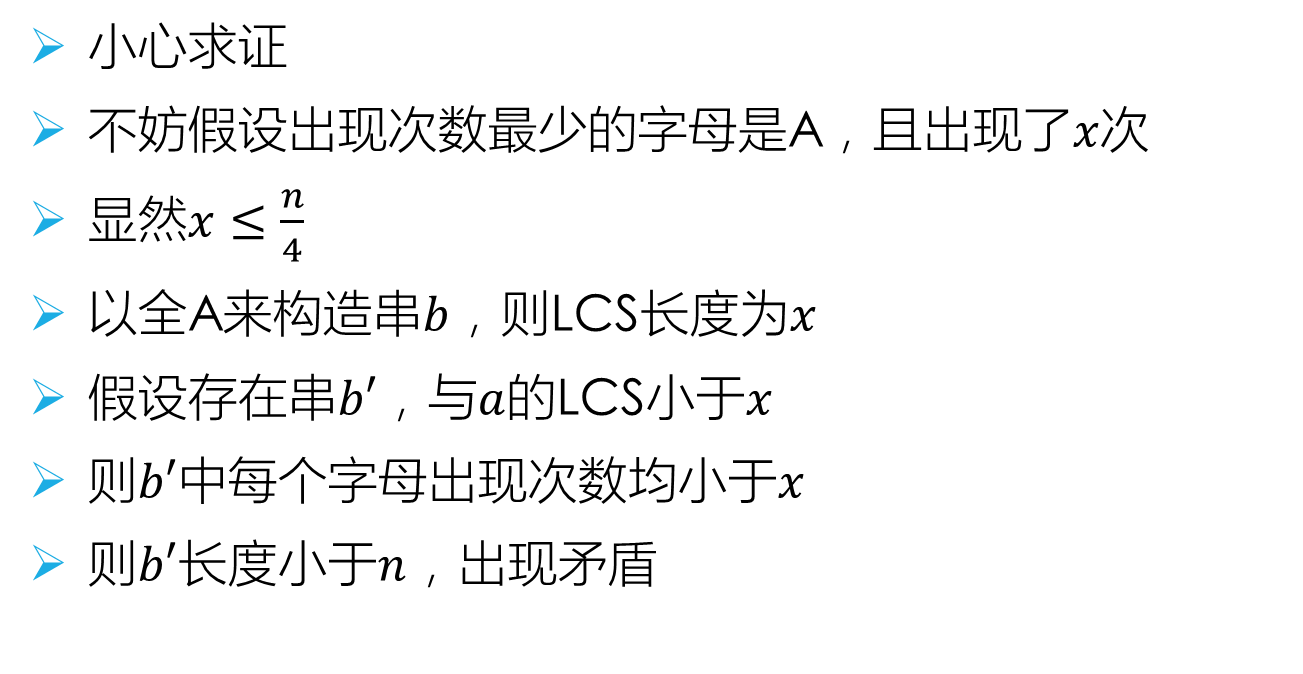 小心求证
不妨假设出现次数最少的字母是A，且出现了x次
显然x ≤ n/4
以全A来构造串b，则LCS长度为x
假设存在串b′，与a的LCS小于x
则b′中每个字母出现次数均小于x
则b′长度小于n，出现矛盾